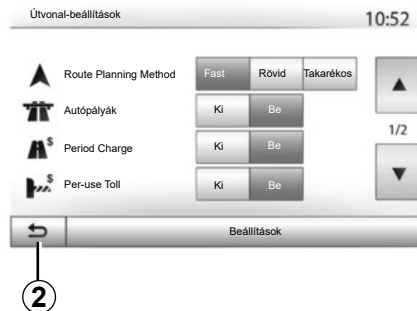 Útvonal-beállítások 10:52
Route Planning Method Fast Rövid Takarékos
Autópályák Ki Be
1/2
$ Period Charge Ki Be
$ Per-use Toll Ki Be
Beállítások
2